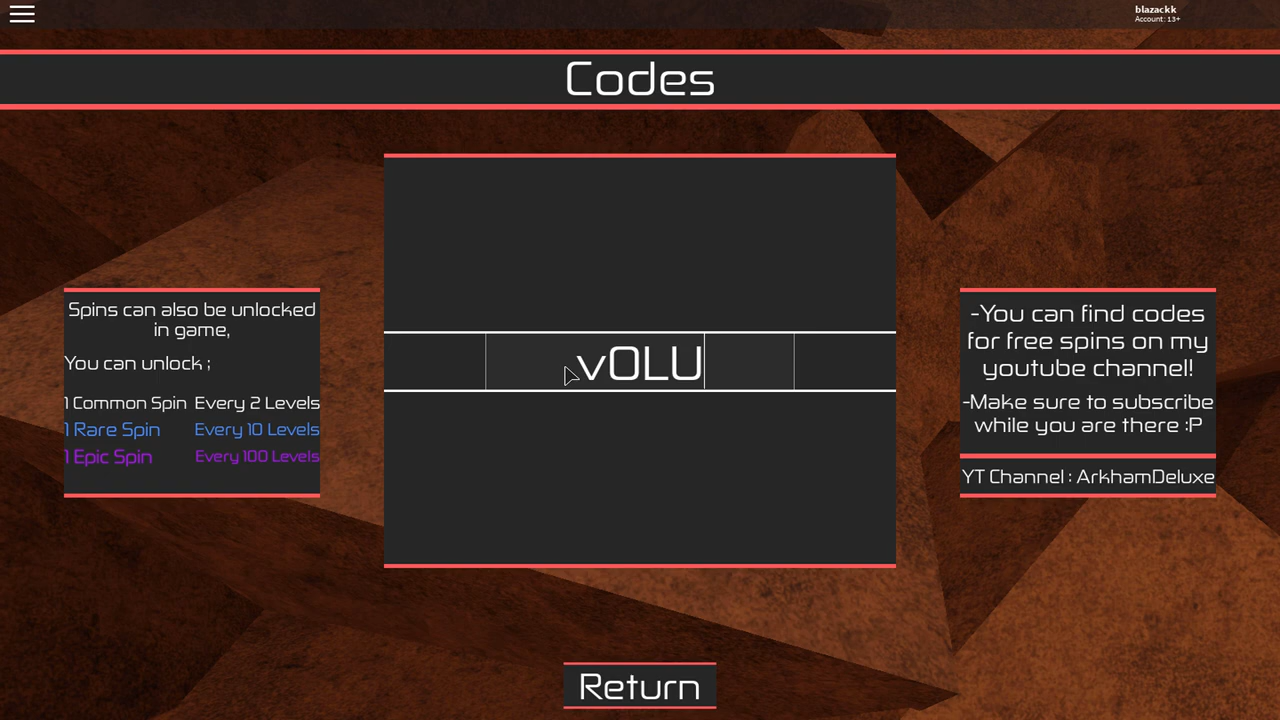 blazackk
Account: 13+
Codes
Spins can also be unlocked
in game,
You can unlock ;
1 Common Spin Every 2 Levels
1 Rare Spin Every 10 Levels
1 Epic Spin Every 100 Levels
vOLU
-You can find codes
for free spins on my
youtube channel!
-Make sure to subscribe
while you are there :P
YT Channel : ArkhamDeluxe
Return